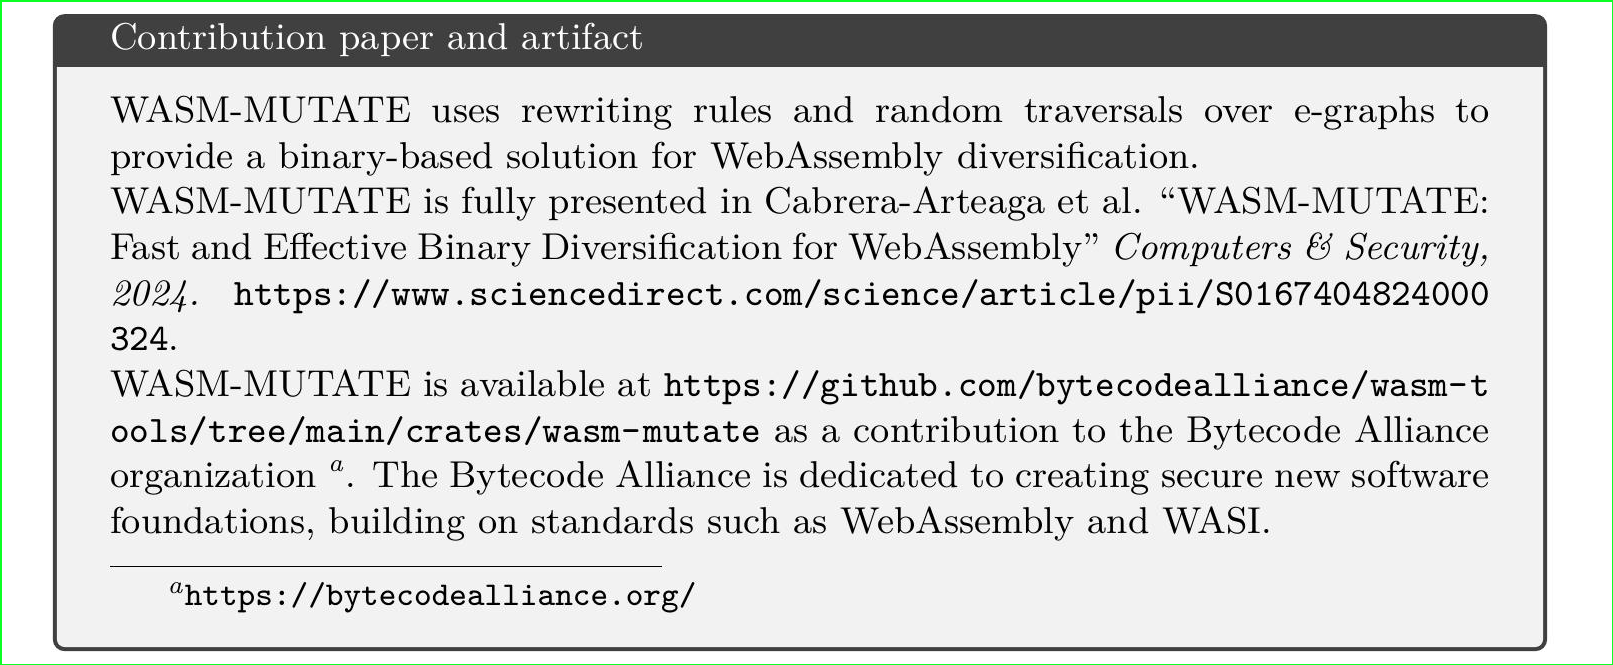 Contribution paper and artifact
WASM-MUTATE uses rewriting rules and random traversals over e-graphs to
provide a binary-based solution for WebAssembly diversification.
WASM-MUTATE is fully presented in Cabrera-Arteaga et al. “WASM-MUTATE:
Fast and Effective Binary Diversification for WebAssembly” Computers & Security,
2024. https://www.sciencedirect.com/science/article/pii/S0167404824000
324.
WASM-MUTATE is available at https://github.com/bytecodealliance/wasm-t
ools/tree/main/crates/wasm-mutate as a contribution to the Bytecode Alliance
organization a. The Bytecode Alliance is dedicated to creating secure new software
foundations, building on standards such as WebAssembly and WASI.
ahttps://bytecodealliance.org/